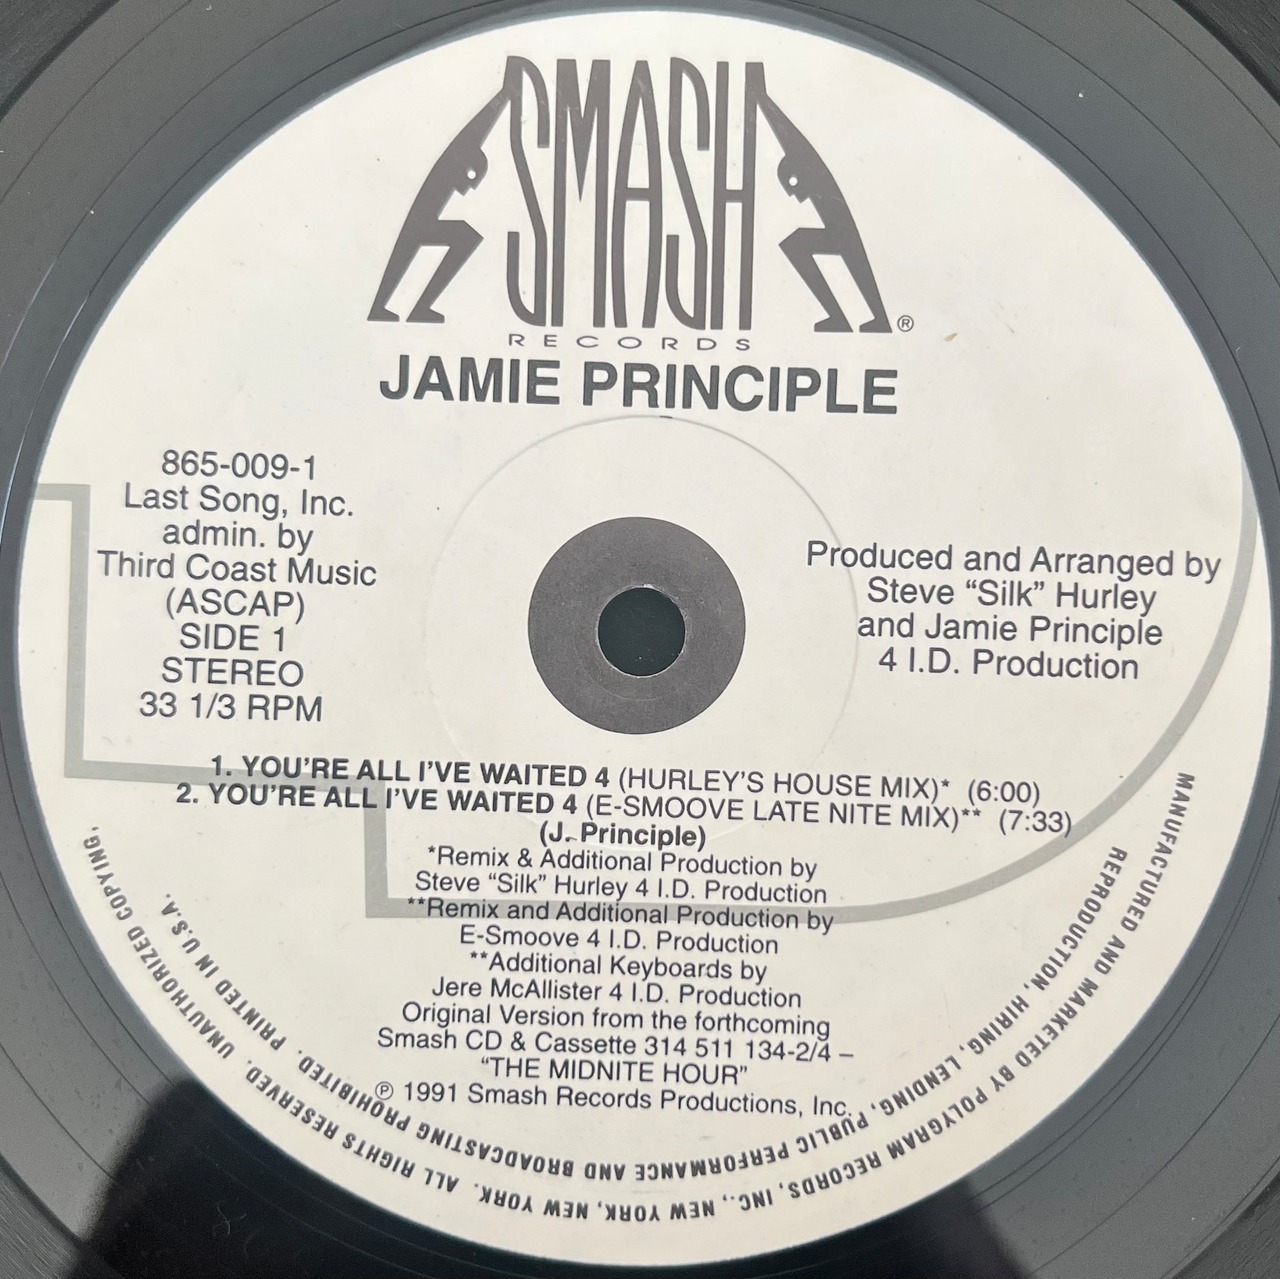 SMASH
RECORDS
®
JAMIE PRINCIPLE
865-009-1
Last Song, Inc.
admin. by
Third Coast Music
(ASCAP)
SIDE 1
STEREO
33 1/3 RPM
Produced and Arranged by
Steve “Silk” Hurley
and Jamie Principle
4 I.D. Production
1. YOU’RE ALL I’VE WAITED 4 (HURLEY’S HOUSE MIX)* (6:00)
2. YOU’RE ALL I’VE WAITED 4 (E-SMOOVE LATE NITE MIX)** (7:33)
(J. Principle)
*Remix & Additional Production by
Steve “Silk” Hurley 4 I.D. Production
**Remix and Additional Production by
E-Smoove 4 I.D. Production
**Additional Keyboards by
Jere McAllister 4 I.D. Production
Original Version from the forthcoming
Smash CD & Cassette 314 511 134-2/4 –
“THE MIDNITE HOUR”
℗ 1991 Smash Records Productions, Inc.
MANUFACTURED AND MARKETED BY POLYGRAM RECORDS, INC., NEW YORK, NEW YORK. ALL RIGHTS RESERVED. UNAUTHORIZED COPYING,
REPRODUCTION, HIRING, LENDING, PUBLIC PERFORMANCE AND BROADCASTING PROHIBITED. PRINTED IN U.S.A.